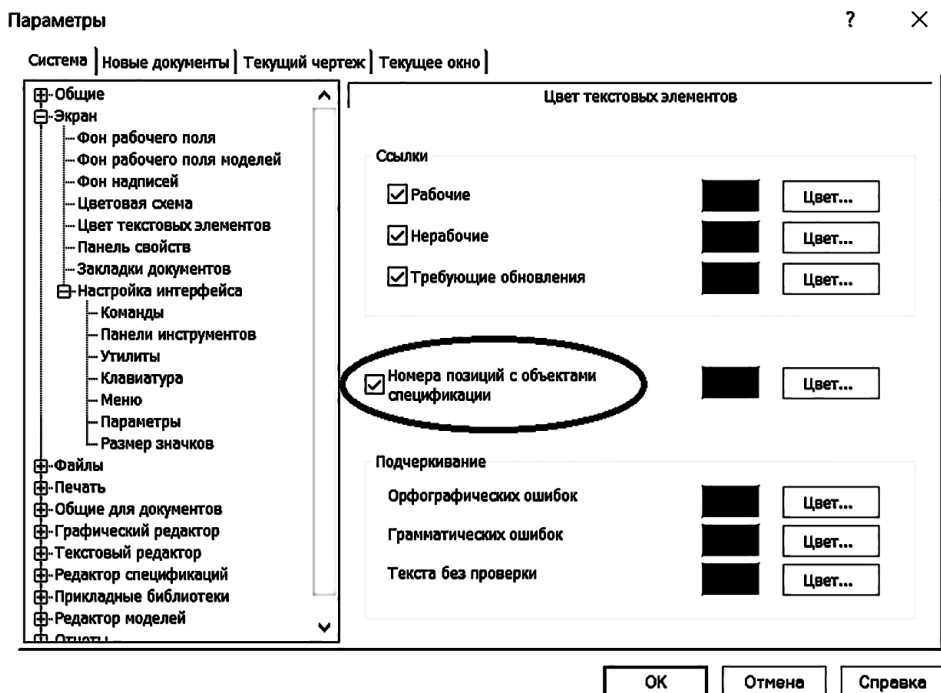 Параметры
?
Система
Новые документы
Текущий чертеж
Текущее окно
Общие
Экран
Фон рабочего поля
Фон рабочего поля моделей
Фон надписей
Цветовая схема
Цвет текстовых элементов
Панель свойств
Закладки документов
Настройка интерфейса
Команды
Панели инструментов
Утилиты
Клавиатура
Меню
Параметры
Размер значков
Файлы
Печать
Общие для документов
Графический редактор
Текстовый редактор
Редактор спецификаций
Прикладные библиотеки
Редактор моделей
Отчеты
Цвет текстовых элементов
Ссылки
Рабочие
Цвет...
Нерабочие
Цвет...
Требующие обновления
Цвет...
Номера позиций с объектами
спецификации
Цвет...
Подчеркивание
Орфографических ошибок
Цвет...
Грамматических ошибок
Цвет...
Текста без проверки
Цвет...
ОК
Отмена
Справка